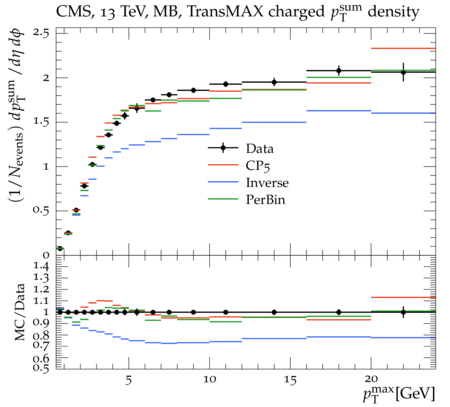 CMS, 13 TeV, MB, TransMAX charged p_T^sum density
(1/N_events) dp_T^sum/dη dϕ
2.5
2
1.5
1
0.5
0
Data
CP5
Inverse
PerBin
MC/Data
1.4
1.3
1.2
1.1
1
0.9
0.8
0.7
0.6
0.5
5
10
15
20
p_T^max[GeV]